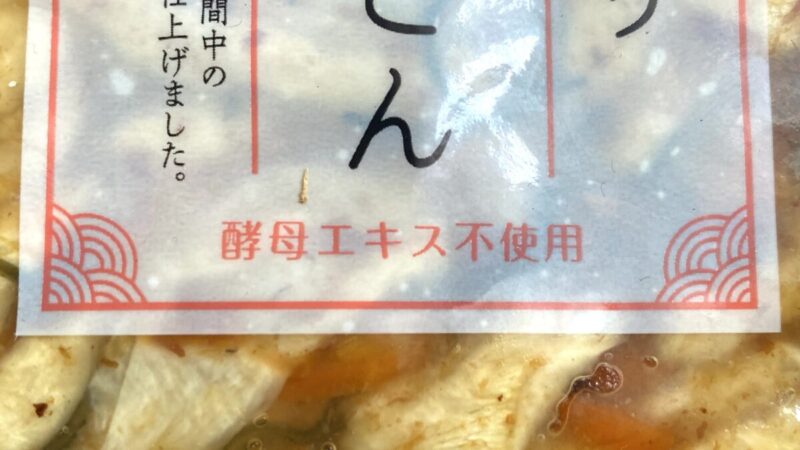 ん
間中の
仕上げました。
酵母エキス不使用